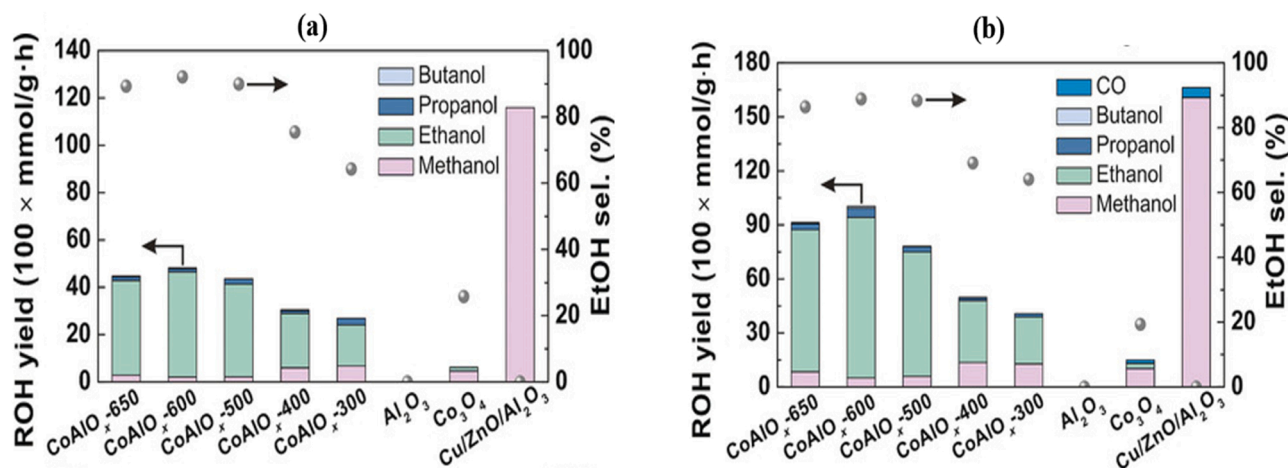 (a)
ROH yield (100 × mmol/g·h)
140
120
100
80
60
40
20
0
Butanol
Propanol
Ethanol
Methanol
100
80
60
40
20
0
EtOH sel. (%)
CoAlOx-650
CoAlOx-600
CoAlOx-500
CoAlOx-400
CoAlOx-300
Al2O3
Co3O4
Cu/ZnO/Al2O3
(b)
ROH yield (100 × mmol/g·h)
180
150
120
90
60
30
0
CO
Butanol
Propanol
Ethanol
Methanol
100
80
60
40
20
0
EtOH sel. (%)
CoAlOx-650
CoAlOx-600
CoAlOx-500
CoAlOx-400
CoAlOx-300
Al2O3
Co3O4
Cu/ZnO/Al2O3